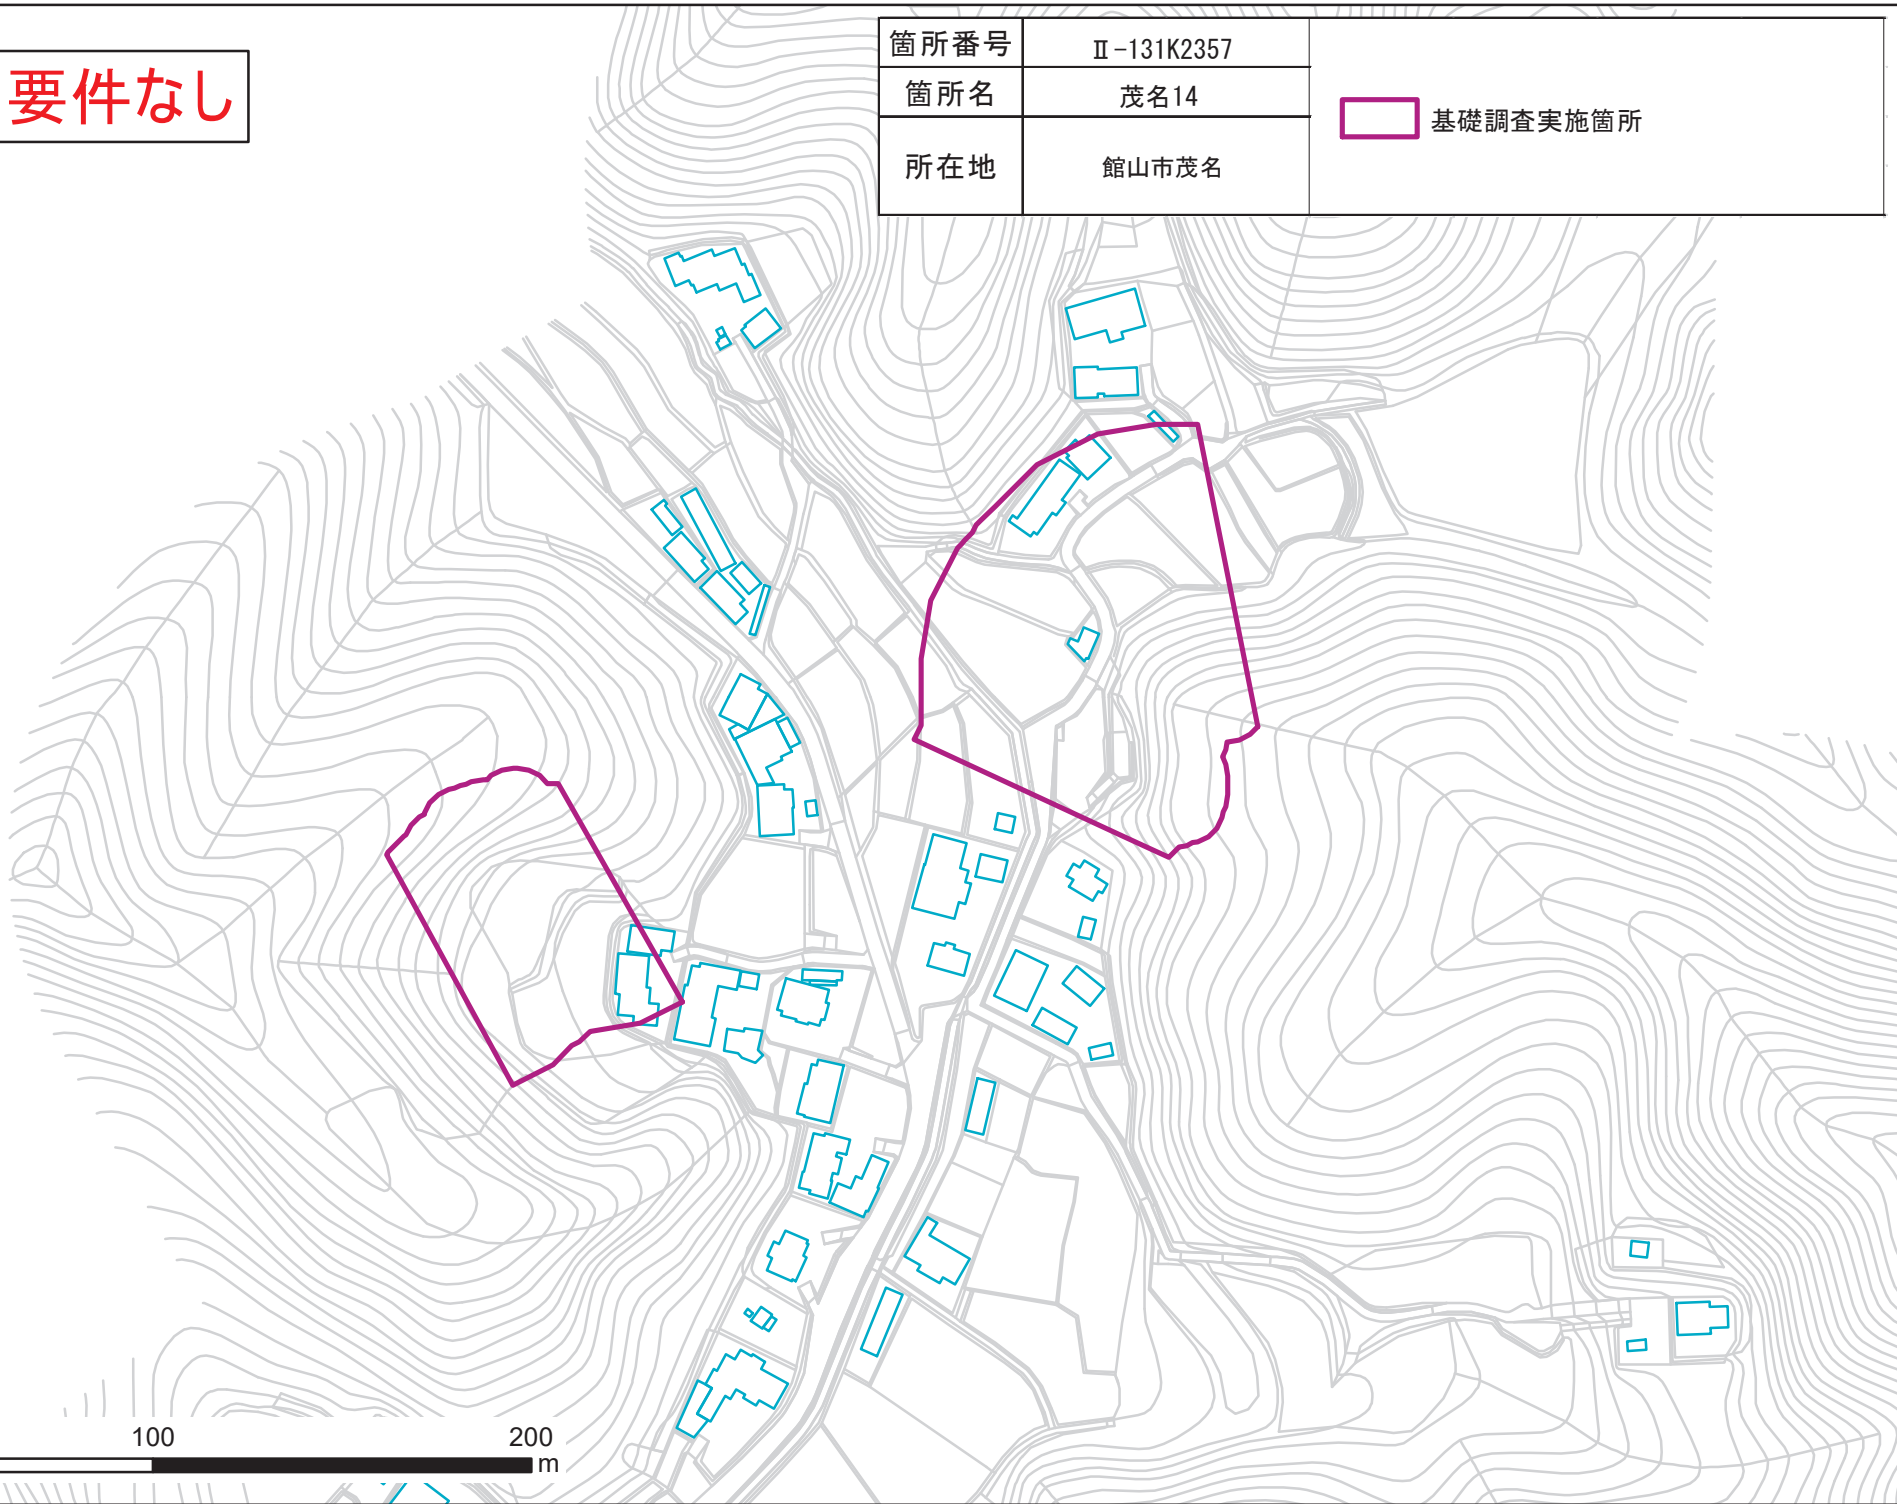 要件なし
箇所番号 Ⅱ-131K2357
箇所名 茂名14
所在地 館山市茂名
基礎調査実施箇所
100 200
m